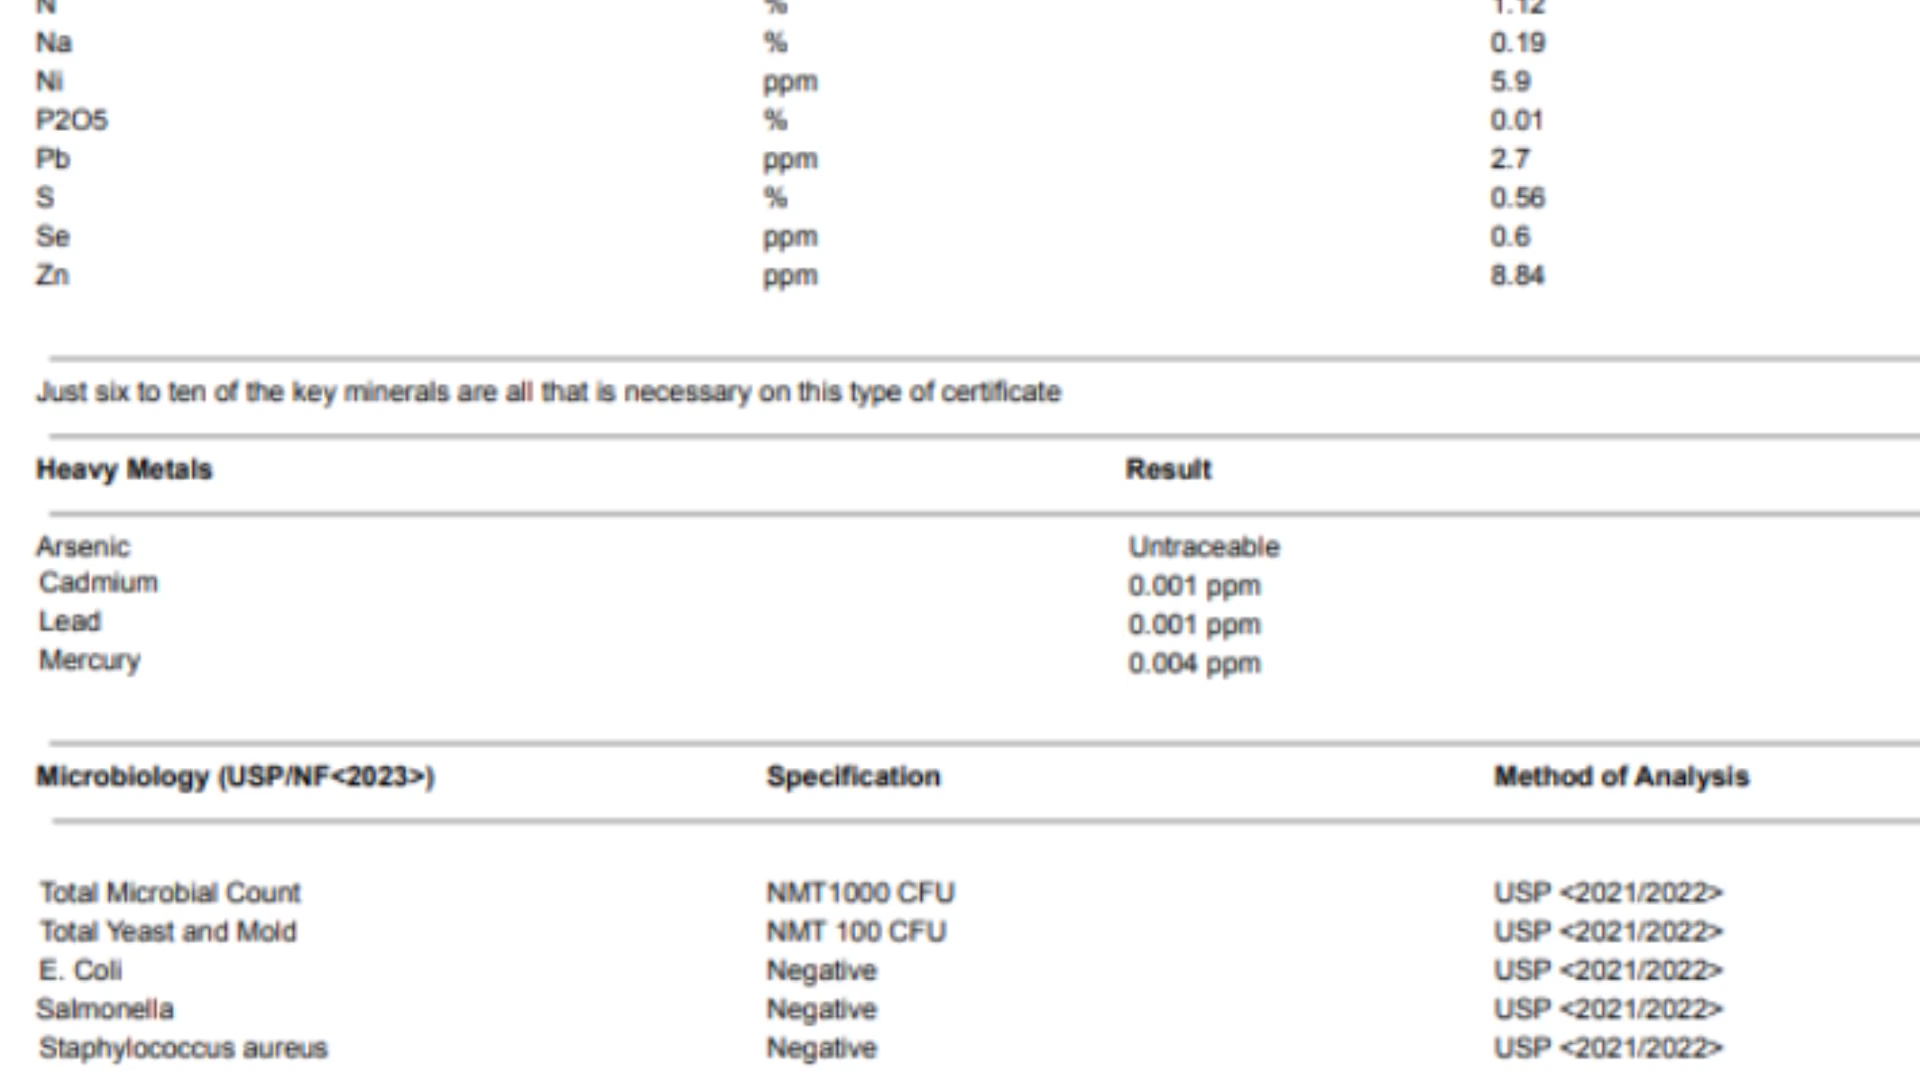 N % 1.12
Na % 0.19
Ni ppm 5.9
P2O5 % 0.01
Pb ppm 2.7
S % 0.56
Se ppm 0.6
Zn ppm 8.84
Just six to ten of the key minerals are all that is necessary on this type of certificate
Heavy Metals Result
Arsenic Untraceable
Cadmium 0.001 ppm
Lead 0.001 ppm
Mercury 0.004 ppm
Microbiology (USP/NF<2023>) Specification Method of Analysis
Total Microbial Count NMT1000 CFU USP <2021/2022>
Total Yeast and Mold NMT 100 CFU USP <2021/2022>
E. Coli Negative USP <2021/2022>
Salmonella Negative USP <2021/2022>
Staphylococcus aureus Negative USP <2021/2022>